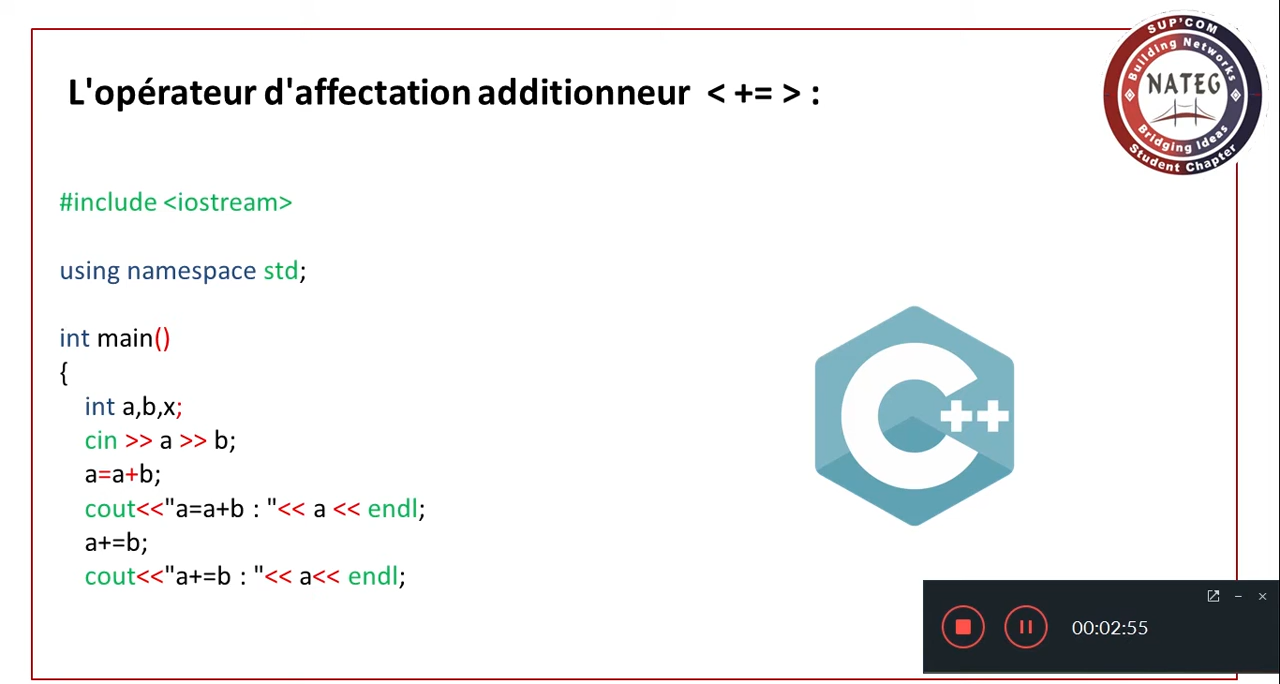 L'opérateur d'affectation additionneur < += > :
SUP'COM
Building Networks
NATEG
Bridging Ideas
Student Chapter
#include <iostream>
using namespace std;
int main()
{
int a,b,x;
cin >> a >> b;
a=a+b;
cout<<"a=a+b : "<< a << endl;
a+=b;
cout<<"a+=b : "<< a<< endl;
C++
00:02:55